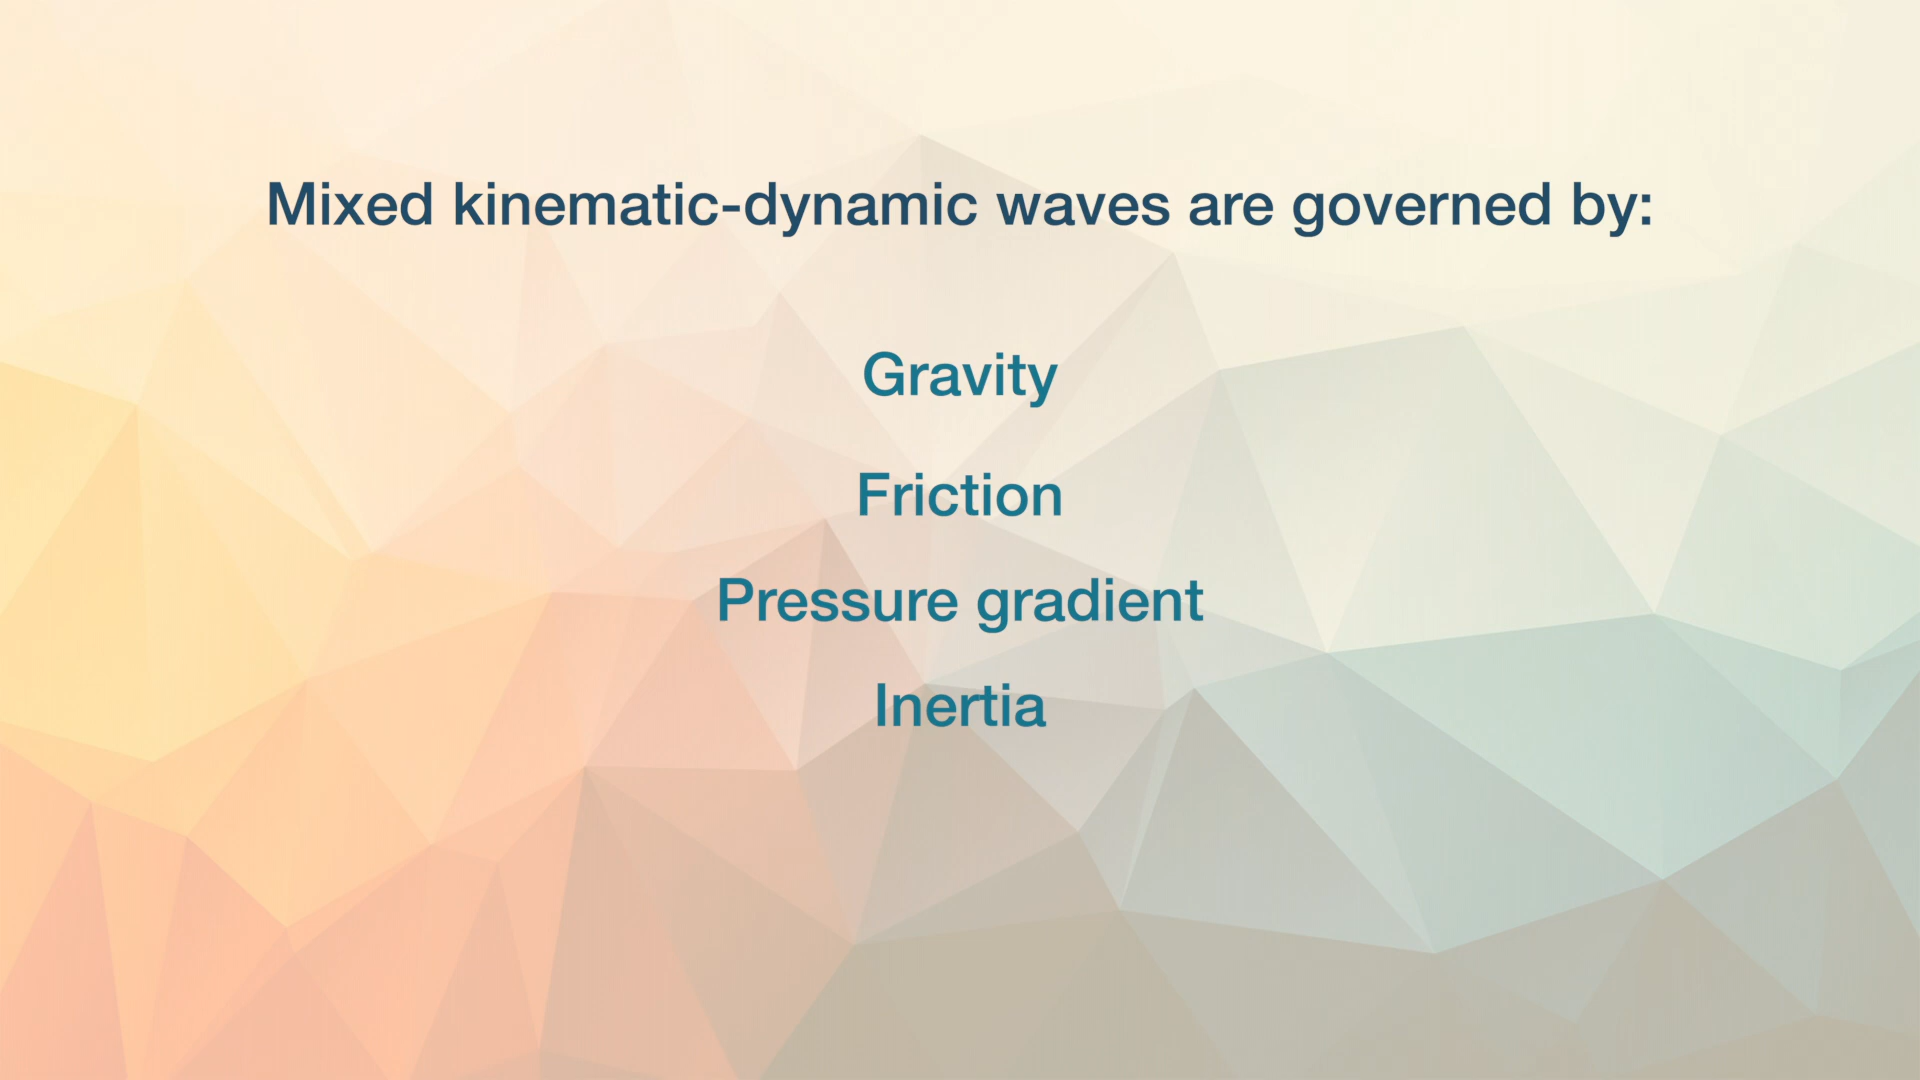 Mixed kinematic-dynamic waves are governed by:
Gravity
Friction
Pressure gradient
Inertia